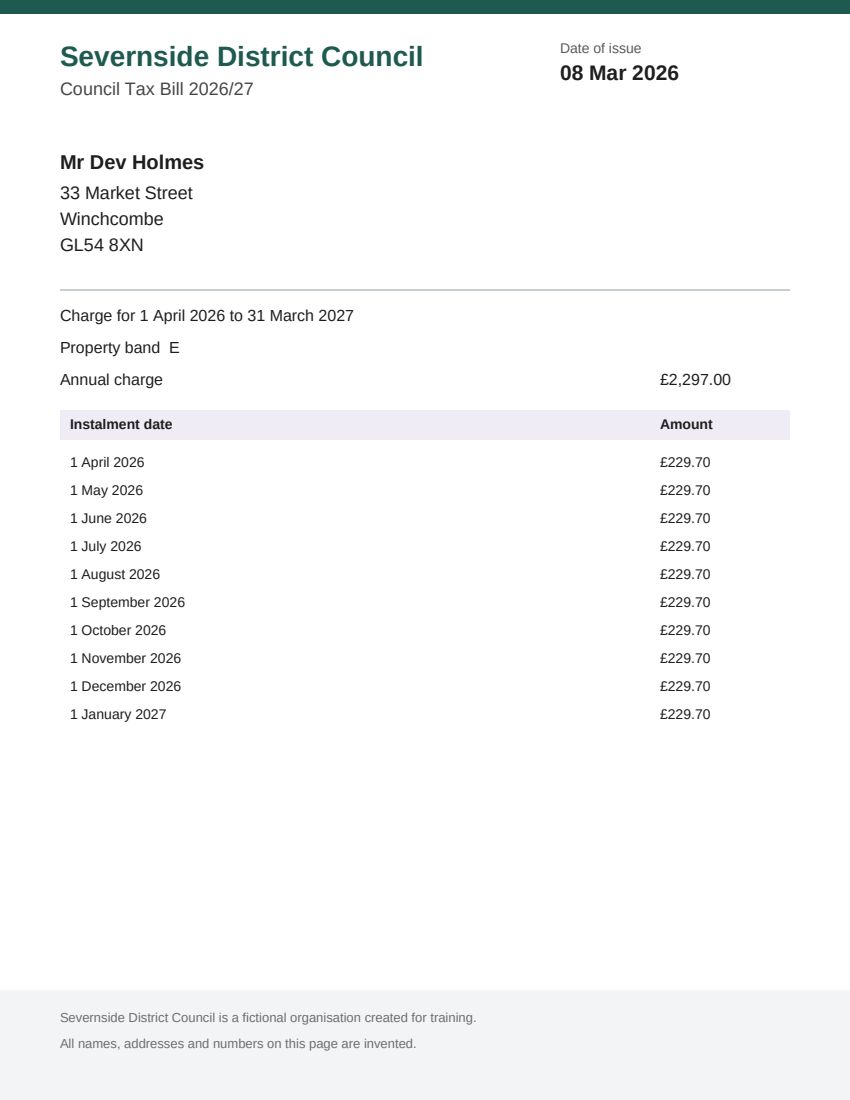 Severnside District Council
Council Tax Bill 2026/27
Date of issue
08 Mar 2026
Mr Dev Holmes
33 Market Street
Winchcombe
GL54 8XN
Charge for 1 April 2026 to 31 March 2027
Property band E
Annual charge £2,297.00
Instalment date Amount
1 April 2026 £229.70
1 May 2026 £229.70
1 June 2026 £229.70
1 July 2026 £229.70
1 August 2026 £229.70
1 September 2026 £229.70
1 October 2026 £229.70
1 November 2026 £229.70
1 December 2026 £229.70
1 January 2027 £229.70
Severnside District Council is a fictional organisation created for training.
All names, addresses and numbers on this page are invented.